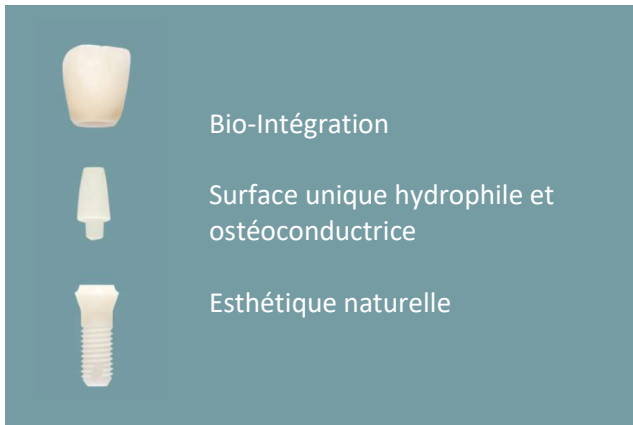 Bio-Intégration
Surface unique hydrophile et
ostéoconductrice
Esthétique naturelle